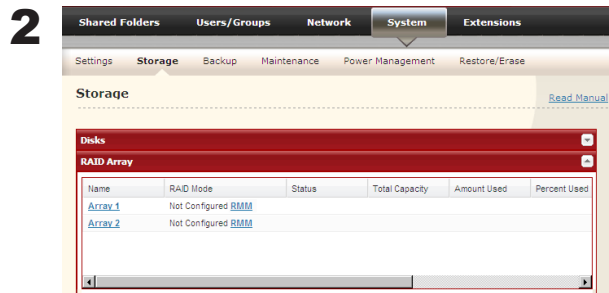 2
Shared Folders Users/Groups Network System Extensions
Settings Storage Backup Maintenance Power Management Restore/Erase
Storage
Read Manual
Disks
RAID Array
Name RAID Mode Status Total Capacity Amount Used Percent Used
Array 1 Not Configured RMM
Array 2 Not Configured RMM